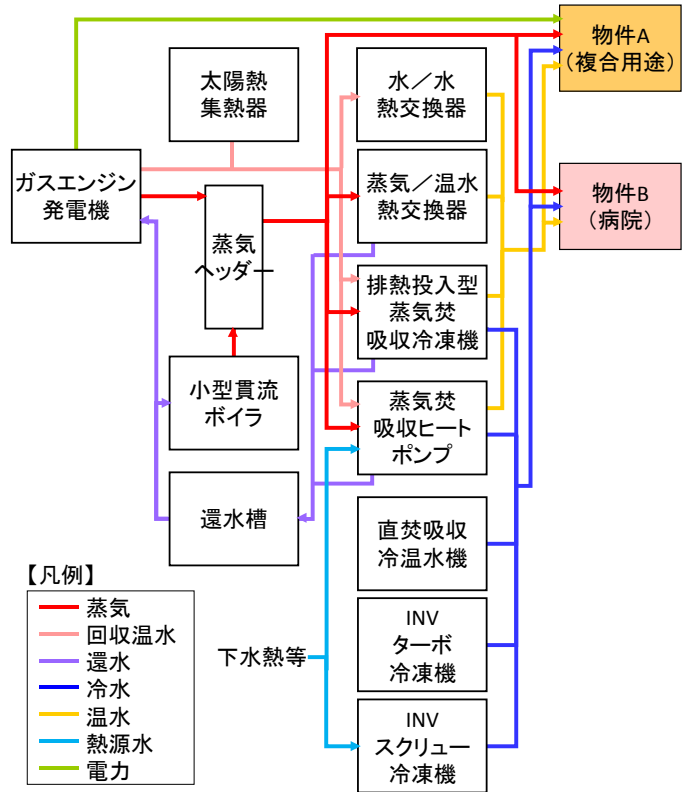 物件A
（複合用途）
太陽熱
集熱器
水／水
熱交換器
ガスエンジン
発電機
蒸気／温水
熱交換器
物件B
（病院）
蒸気
ヘッダー
排熱投入型
蒸気焚
吸収冷凍機
小型貫流
ボイラ
蒸気焚
吸収ヒート
ポンプ
還水槽
直焚吸収
冷温水機
【凡例】
蒸気
回収温水
還水
冷水
温水
熱源水
電力
下水熱等
INV
ターボ
冷凍機
INV
スクリュー
冷凍機